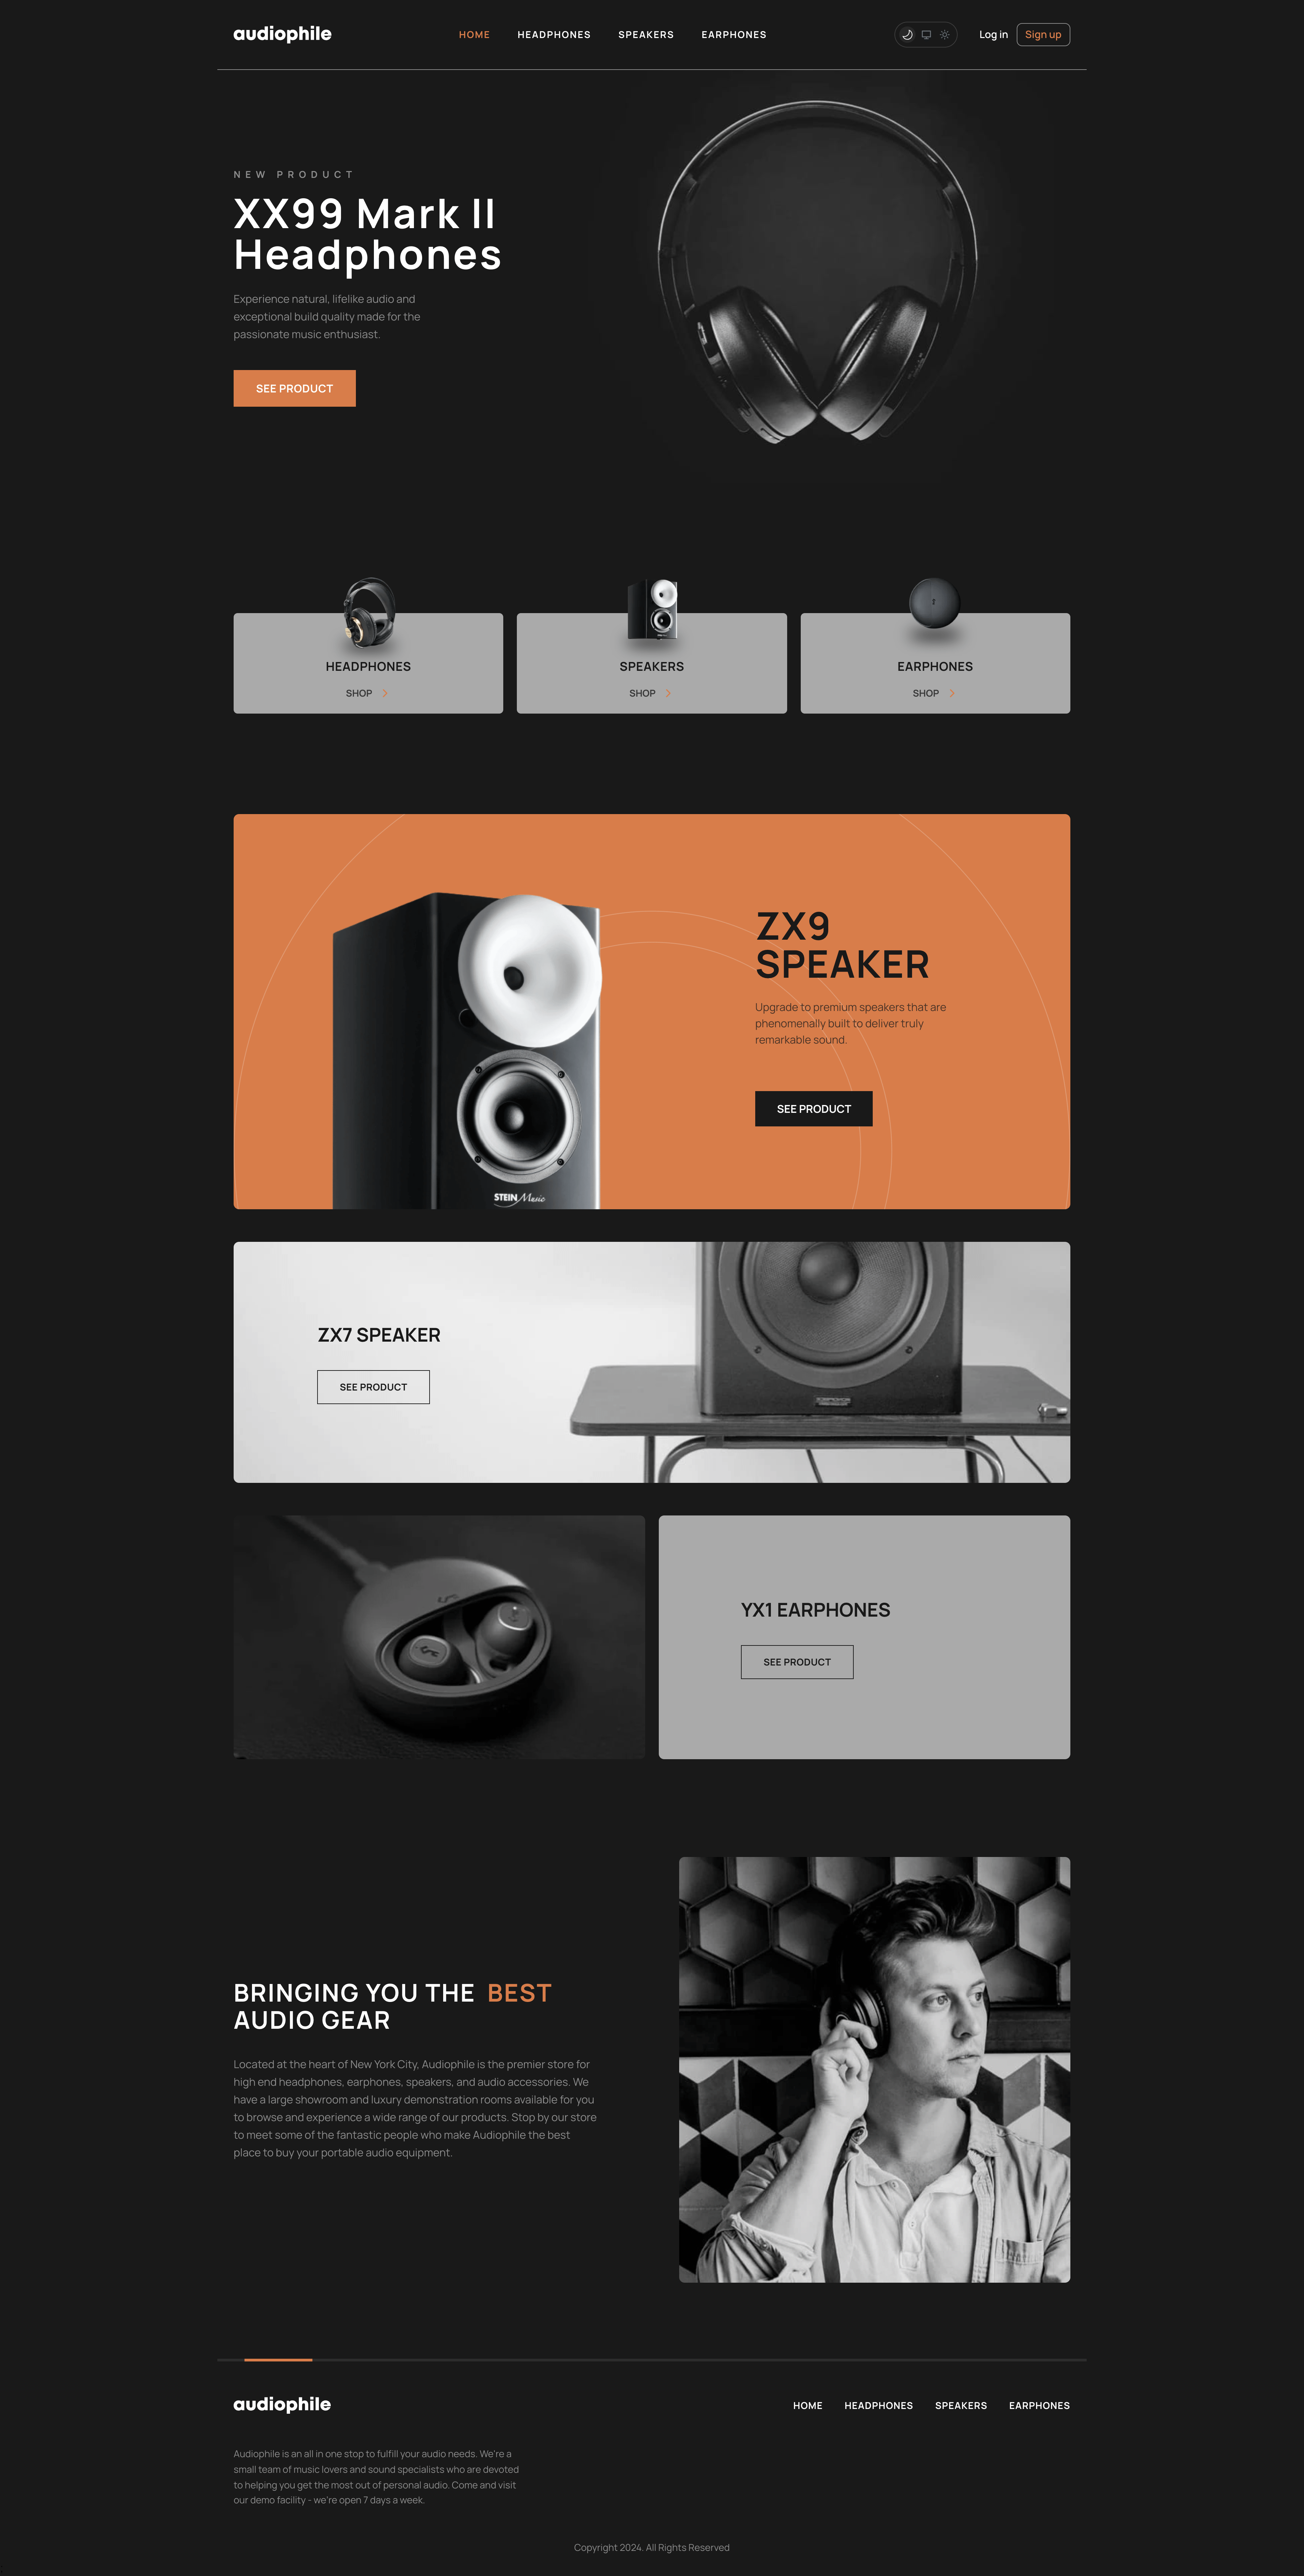 audiophile
HOME HEADPHONES SPEAKERS EARPHONES
Log in Sign up
NEW PRODUCT
XX99 Mark II
Headphones
Experience natural, lifelike audio and
exceptional build quality made for the
passionate music enthusiast.
SEE PRODUCT
HEADPHONES
SHOP
SPEAKERS
SHOP
EARPHONES
SHOP
ZX9
SPEAKER
Upgrade to premium speakers that are
phenomenally built to deliver truly
remarkable sound.
SEE PRODUCT
STEIN Music
ZX7 SPEAKER
SEE PRODUCT
YX1 EARPHONES
SEE PRODUCT
BRINGING YOU THE BEST
AUDIO GEAR
Located at the heart of New York City, Audiophile is the premier store for
high end headphones, earphones, speakers, and audio accessories. We
have a large showroom and luxury demonstration rooms available for you
to browse and experience a wide range of our products. Stop by our store
to meet some of the fantastic people who make Audiophile the best
place to buy your portable audio equipment.
audiophile
HOME HEADPHONES SPEAKERS EARPHONES
Audiophile is an all in one stop to fulfill your audio needs. We're a
small team of music lovers and sound specialists who are devoted
to helping you get the most out of personal audio. Come and visit
our demo facility - we're open 7 days a week.
Copyright 2024. All Rights Reserved